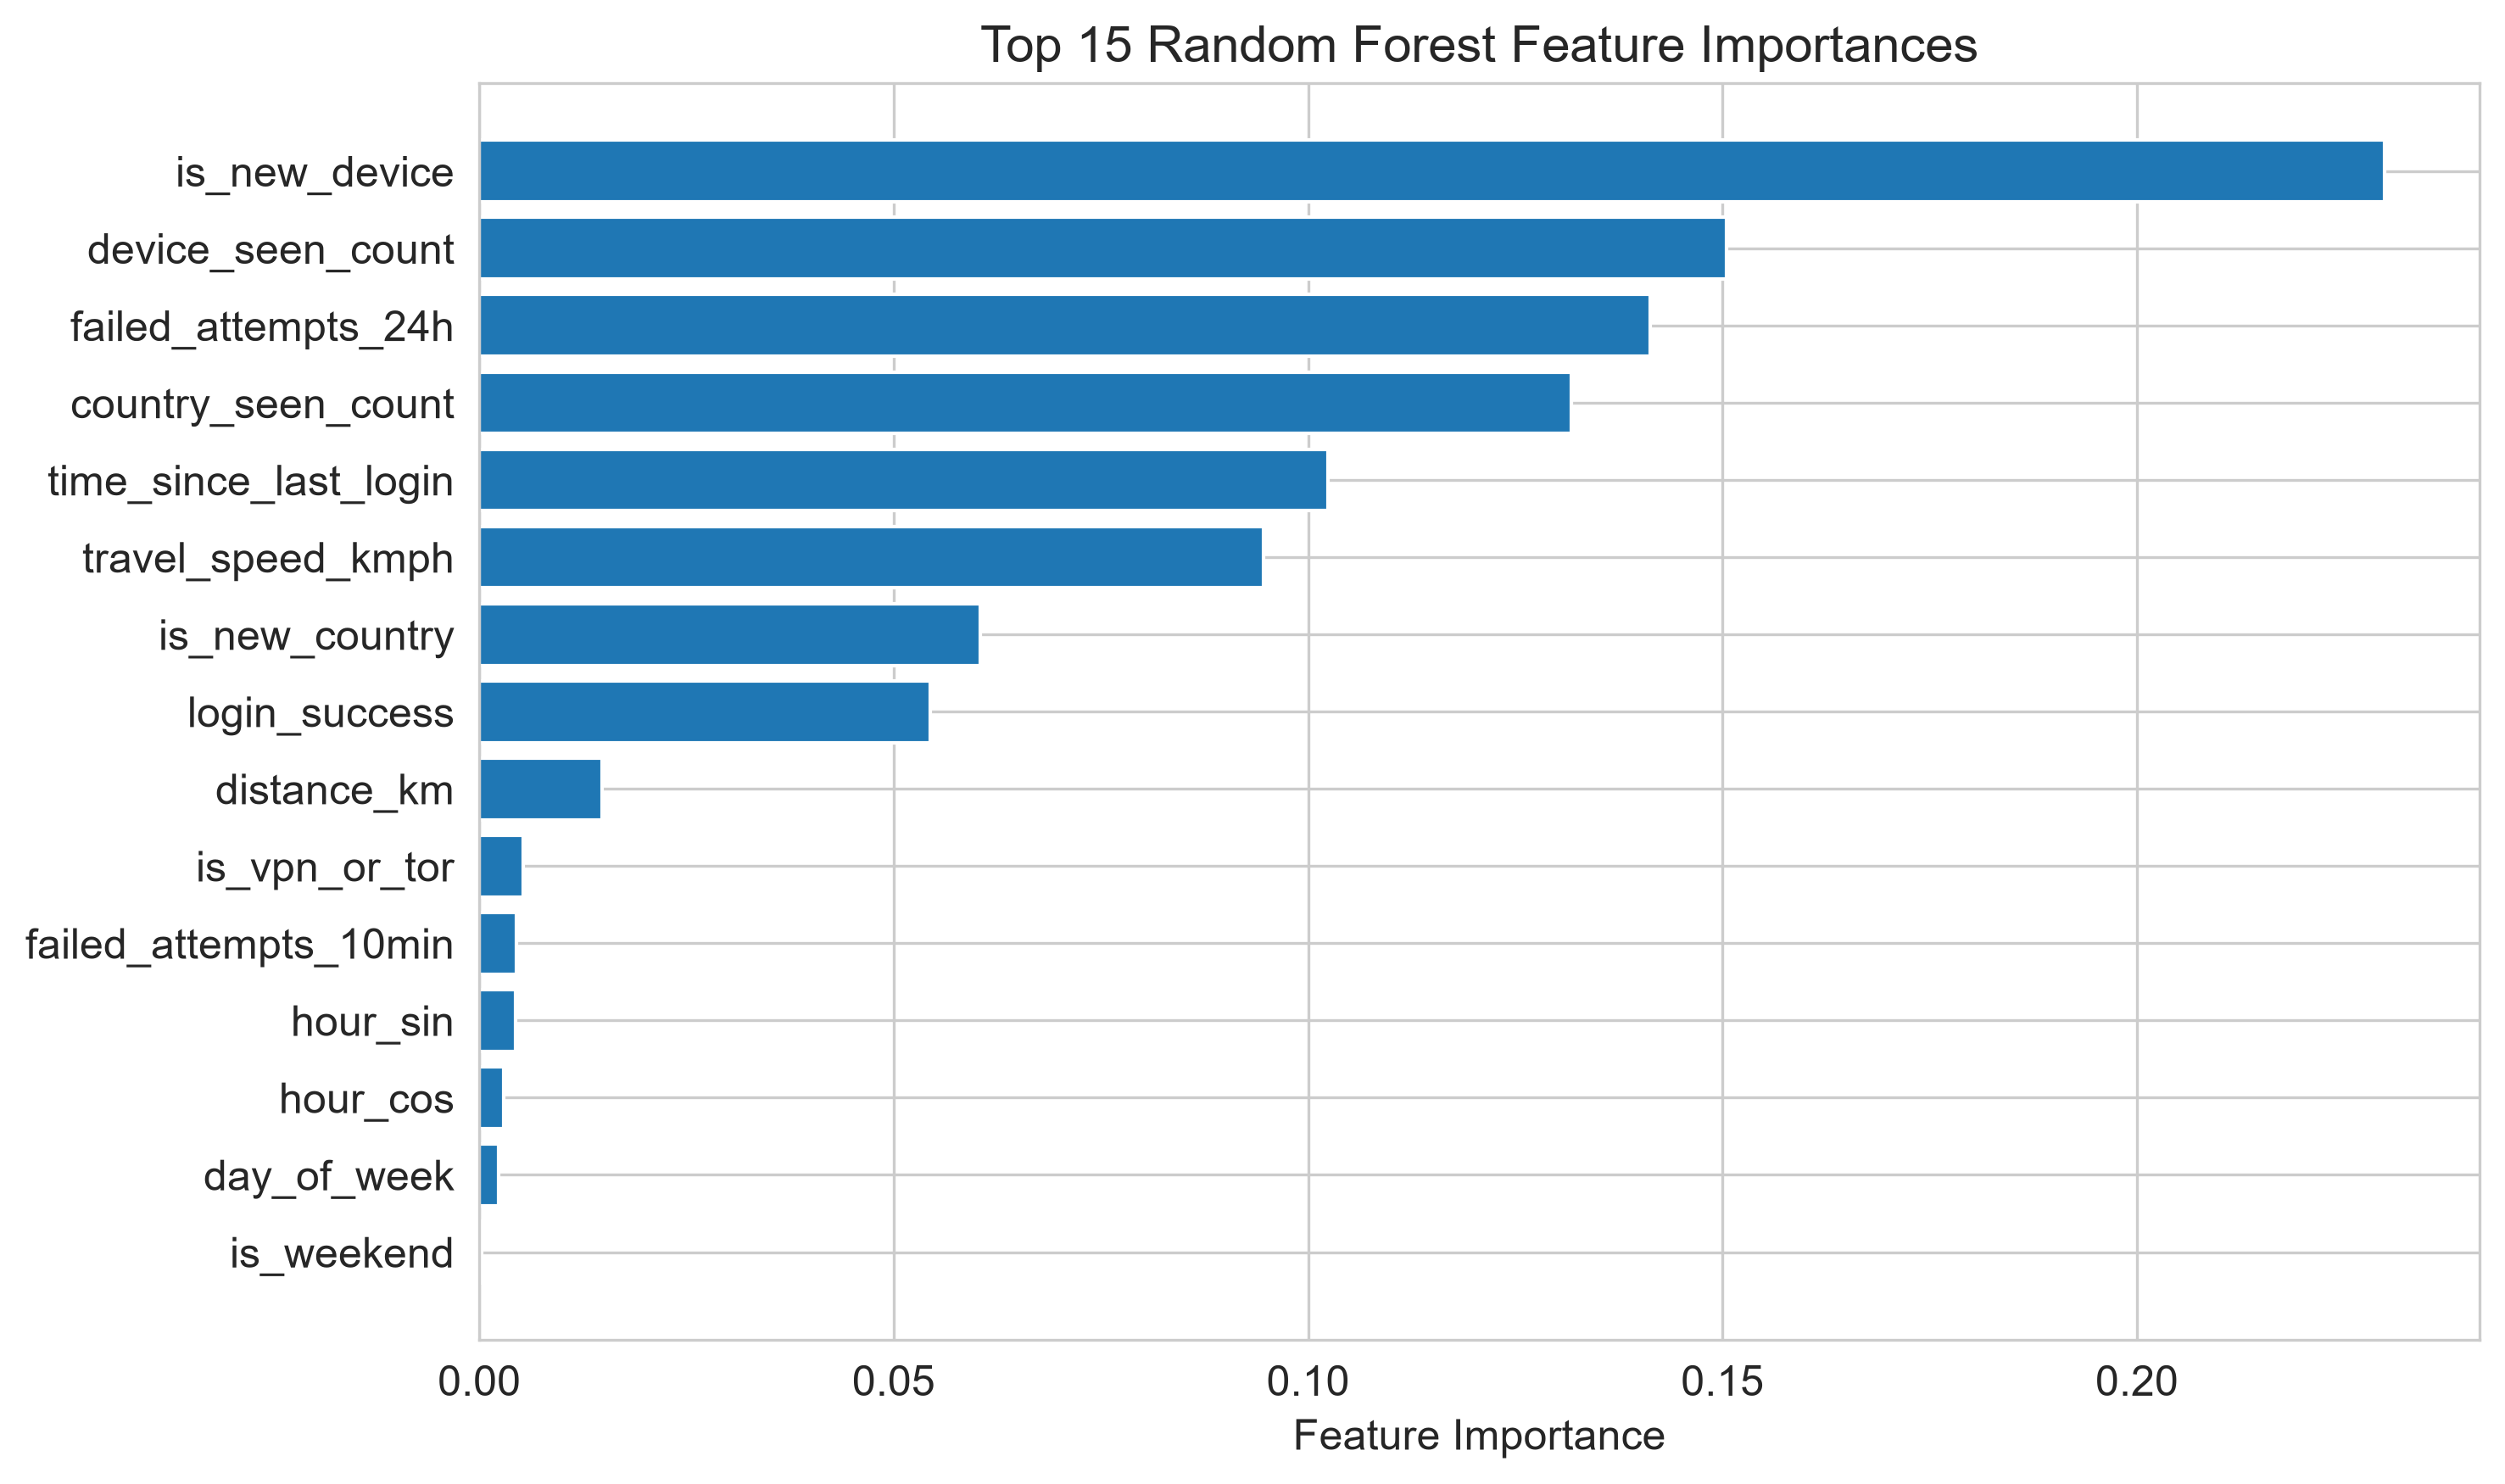 Top 15 Random Forest Feature Importances
is_new_device
device_seen_count
failed_attempts_24h
country_seen_count
time_since_last_login
travel_speed_kmph
is_new_country
login_success
distance_km
is_vpn_or_tor
failed_attempts_10min
hour_sin
hour_cos
day_of_week
is_weekend
0.00 0.05 0.10 0.15 0.20
Feature Importance